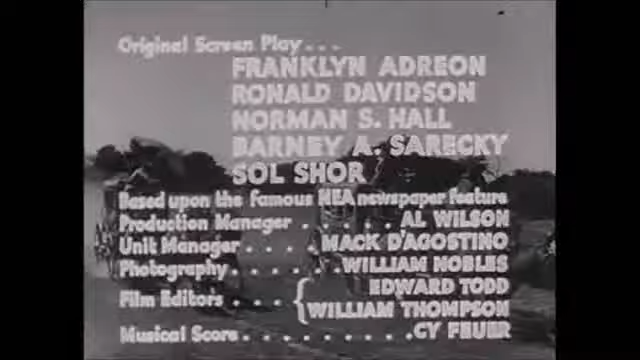 Original Screen Play...
FRANKLYN ADREON
RONALD DAVIDSON
NORMAN S. HALL
BARNEY A. SARECKY
SOL SHOR
Based upon the famous NEA newspaper feature
Production Manager . . . . . AL WILSON
Unit Manager . . . . MACK D'AGOSTINO
Photography . . . . . . WILLIAM NOBLES
Film Editors . . . { EDWARD TODD
WILLIAM THOMPSON
Musical Score . . . . . . . . . CY FEUER